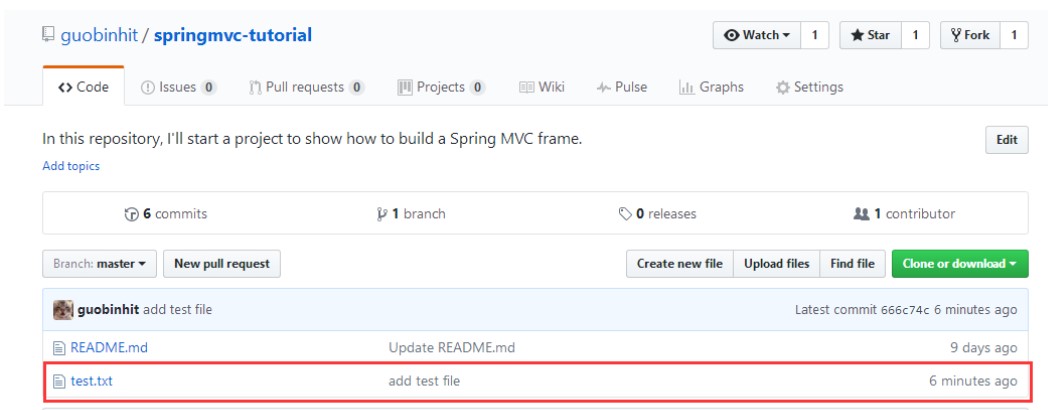 guobinhit / springmvc-tutorial Watch 1 Star 1 Fork 1
Code Issues 0 Pull requests 0 Projects 0 Wiki Pulse Graphs Settings
In this repository, I'll start a project to show how to build a Spring MVC frame. Edit
Add topics
6 commits 1 branch 0 releases 1 contributor
Branch: master New pull request Create new file Upload files Find file Clone or download
guobinhit add test file Latest commit 666c74c 6 minutes ago
README.md Update README.md 9 days ago
test.txt add test file 6 minutes ago